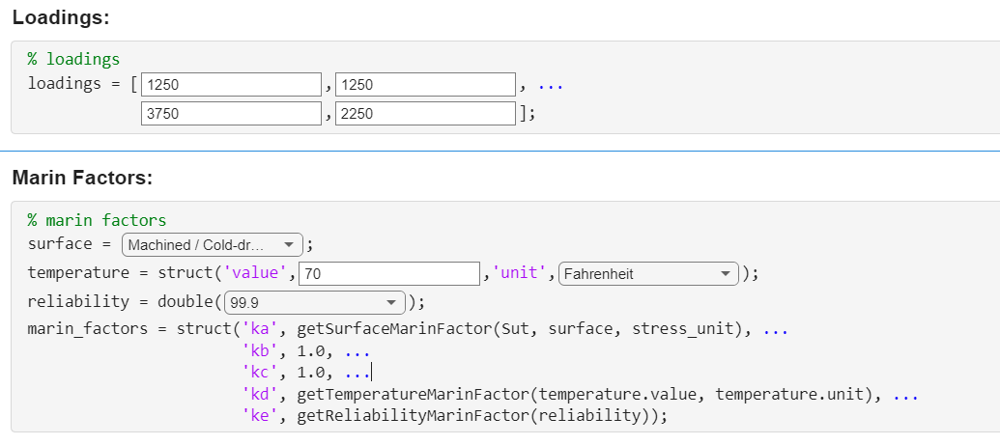 Loadings:
% loadings
loadings = [ 1250 , 1250 , ...
3750 , 2250 ];
Marin Factors:
% marin factors
surface = Machined / Cold-dr... ;
temperature = struct('value', 70 ,'unit', Fahrenheit );
reliability = double( 99.9 );
marin_factors = struct('ka', getSurfaceMarinFactor(Sut, surface, stress_unit), ...
'kb', 1.0, ...
'kc', 1.0, ...
'kd', getTemperatureMarinFactor(temperature.value, temperature.unit), ...
'ke', getReliabilityMarinFactor(reliability));